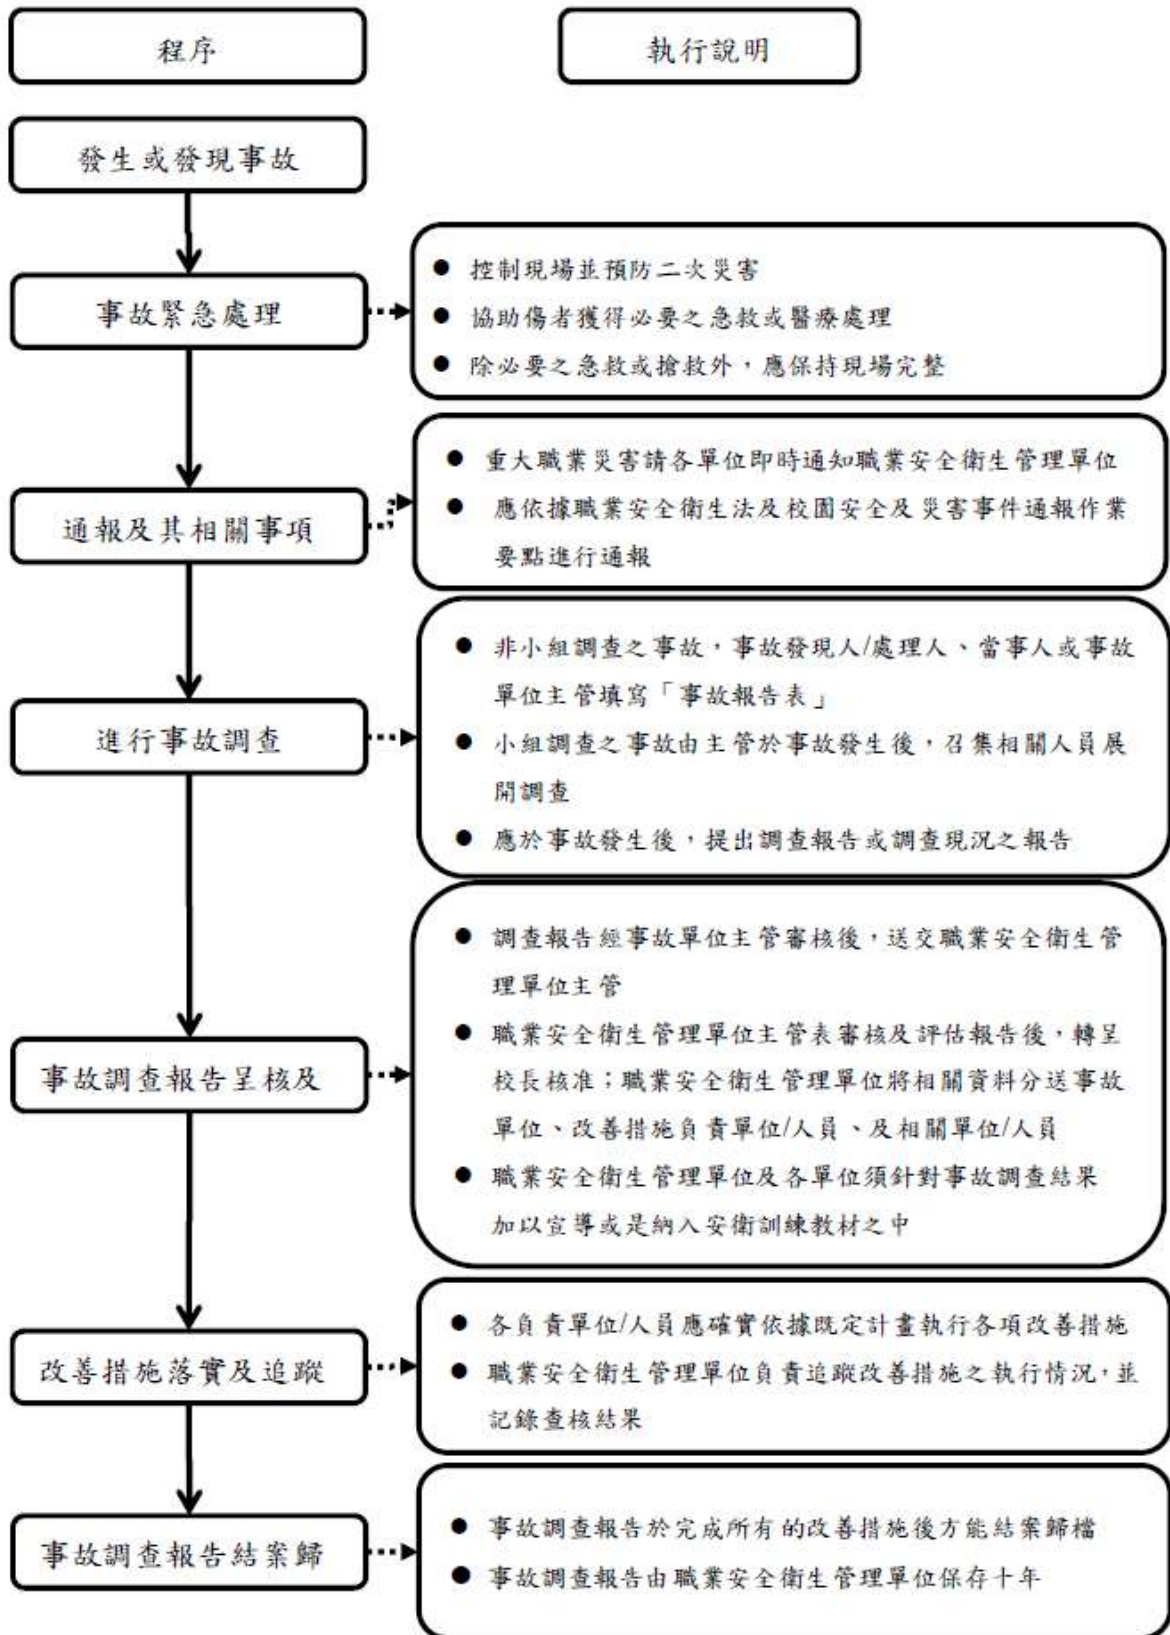 程序
執行說明
發生或發現事故
事故緊急處理
● 控制現場並預防二次災害
● 協助傷者獲得必要之急救或醫療處理
● 除必要之急救或搶救外，應保持現場完整
通報及其相關事項
● 重大職業災害請各單位即時通知職業安全衛生管理單位
● 應依據職業安全衛生法及校園安全及災害事件通報作業
要點進行通報
進行事故調查
● 非小組調查之事故，事故發現人/處理人、當事人或事故
單位主管填寫「事故報告表」
● 小組調查之事故由主管於事故發生後，召集相關人員展
開調查
● 應於事故發生後，提出調查報告或調查現況之報告
事故調查報告呈核及
● 調查報告經事故單位主管審核後，送交職業安全衛生管
理單位主管
● 職業安全衛生管理單位主管表審核及評估報告後，轉呈
校長核准；職業安全衛生管理單位將相關資料分送事故
單位、改善措施負責單位/人員、及相關單位/人員
● 職業安全衛生管理單位及各單位須針對事故調查結果
加以宣導或是納入安衛訓練教材之中
改善措施落實及追蹤
● 各負責單位/人員應確實依據既定計畫執行各項改善措施
● 職業安全衛生管理單位負責追蹤改善措施之執行情況，並
記錄查核結果
事故調查報告結案歸
● 事故調查報告於完成所有的改善措施後方能結案歸檔
● 事故調查報告由職業安全衛生管理單位保存十年